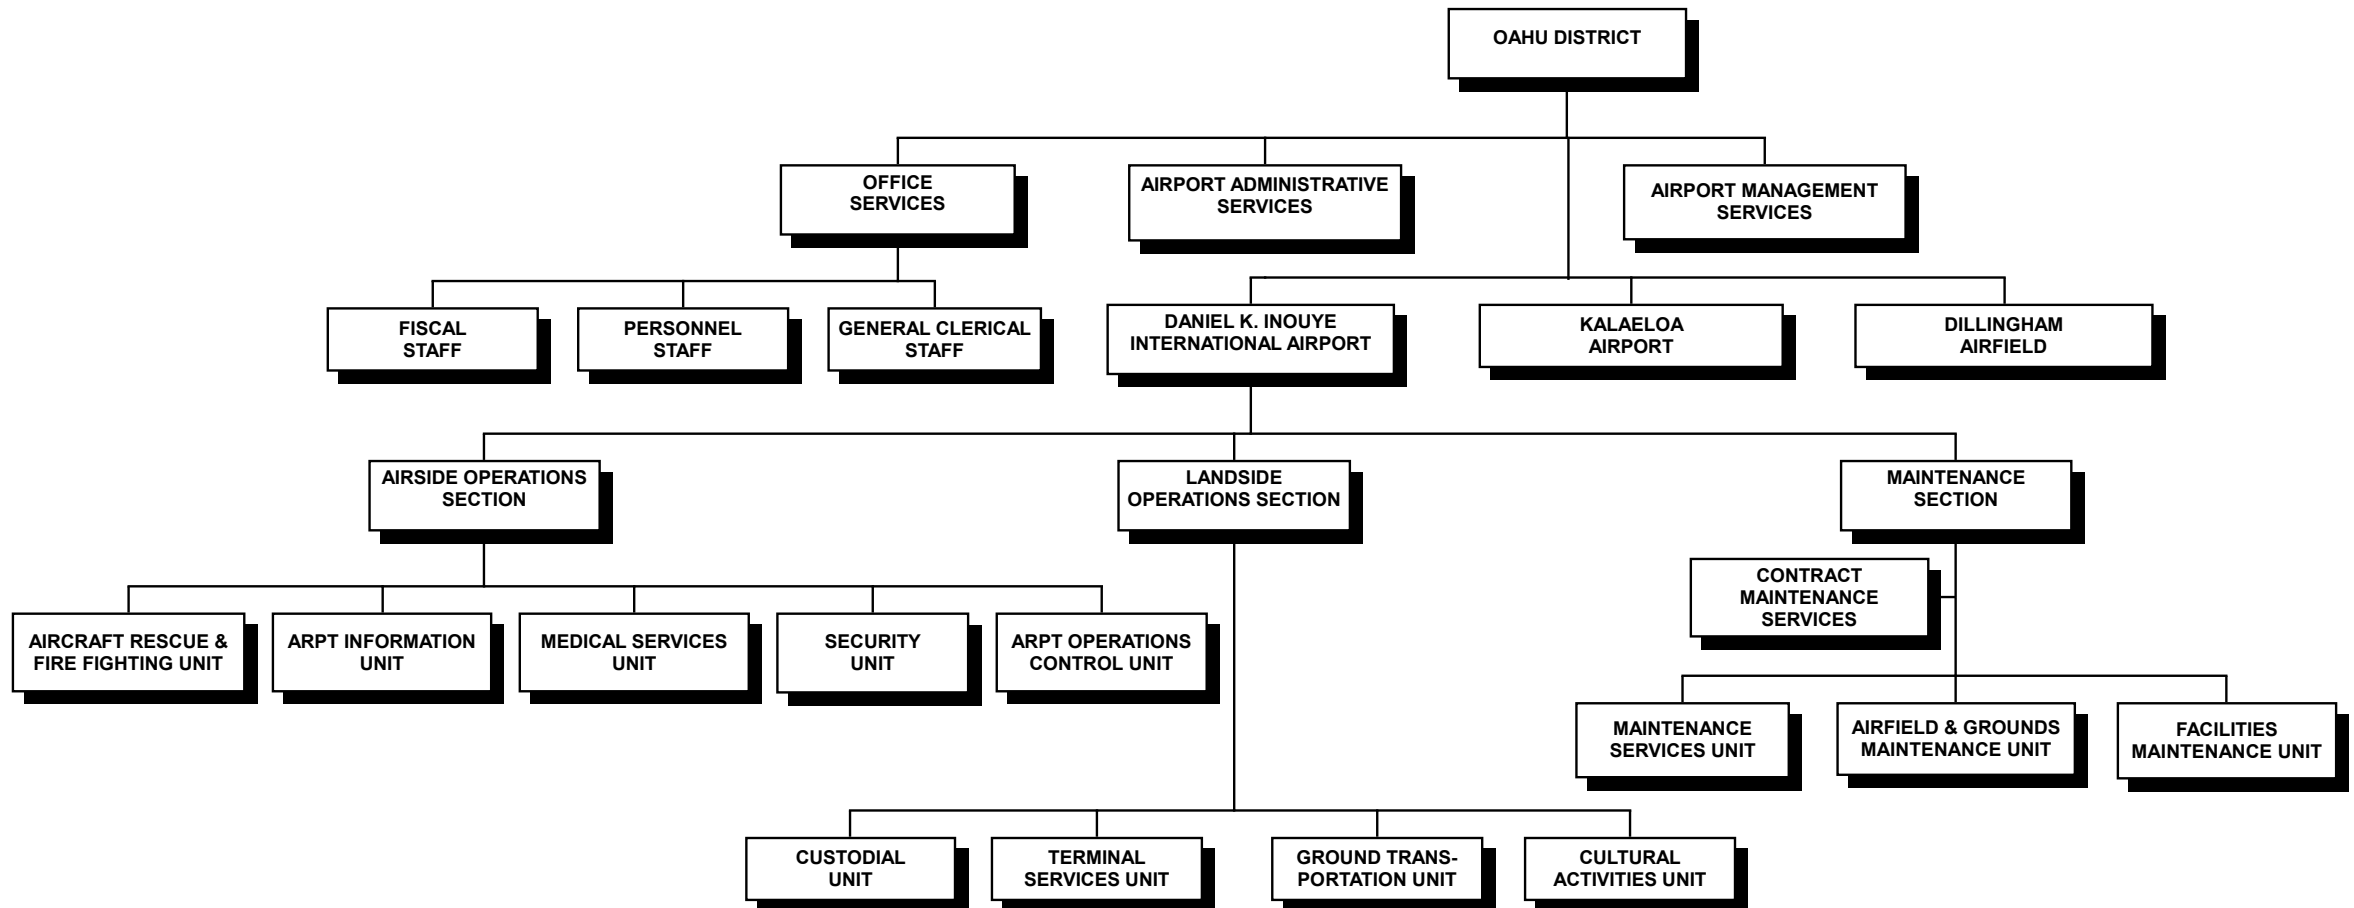 OAHU DISTRICT
OFFICE
SERVICES
AIRPORT ADMINISTRATIVE
SERVICES
AIRPORT MANAGEMENT
SERVICES
FISCAL
STAFF
PERSONNEL
STAFF
GENERAL CLERICAL
STAFF
DANIEL K. INOUYE
INTERNATIONAL AIRPORT
KALAELOA
AIRPORT
DILLINGHAM
AIRFIELD
AIRSIDE OPERATIONS
SECTION
LANDSIDE
OPERATIONS SECTION
MAINTENANCE
SECTION
CONTRACT
MAINTENANCE
SERVICES
AIRCRAFT RESCUE &
FIRE FIGHTING UNIT
ARPT INFORMATION
UNIT
MEDICAL SERVICES
UNIT
SECURITY
UNIT
ARPT OPERATIONS
CONTROL UNIT
MAINTENANCE
SERVICES UNIT
AIRFIELD & GROUNDS
MAINTENANCE UNIT
FACILITIES
MAINTENANCE UNIT
CUSTODIAL
UNIT
TERMINAL
SERVICES UNIT
GROUND TRANS-
PORTATION UNIT
CULTURAL
ACTIVITIES UNIT